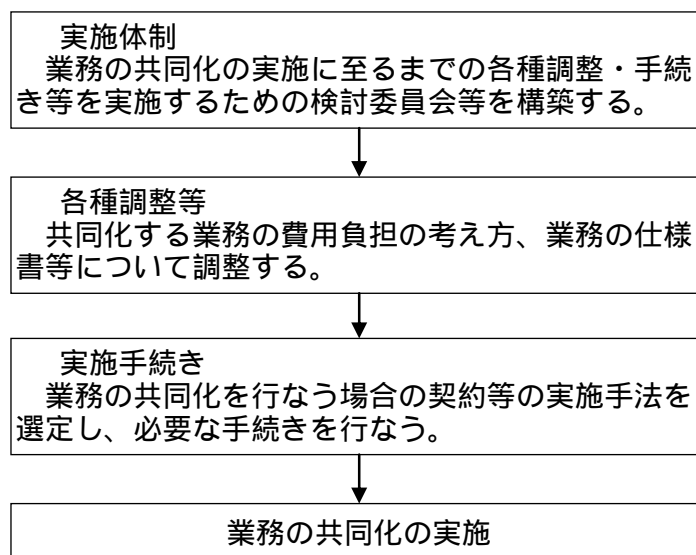 実施体制
業務の共同化の実施に至るまでの各種調整・手続
き等を実施するための検討委員会等を構築する。
各種調整等
共同化する業務の費用負担の考え方、業務の仕様
書等について調整する。
実施手続き
業務の共同化を行なう場合の契約等の実施手法を
選定し、必要な手続きを行なう。
業務の共同化の実施